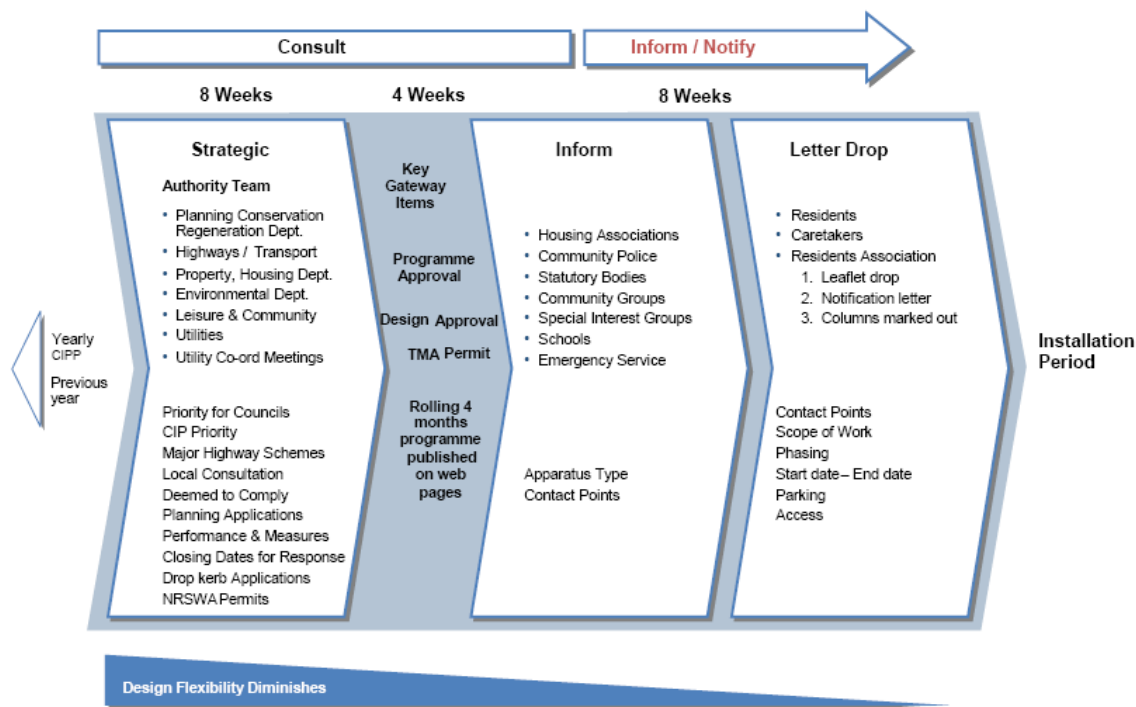 Consult
Inform / Notify
8 Weeks
4 Weeks
8 Weeks
Strategic
Authority Team
• Planning Conservation
Regeneration Dept.
• Highways / Transport
• Property, Housing Dept.
• Environmental Dept.
• Leisure & Community
• Utilities
• Utility Co-ord Meetings
Priority for Councils
CIP Priority
Major Highway Schemes
Local Consultation
Deemed to Comply
Planning Applications
Performance & Measures
Closing Dates for Response
Drop kerb Applications
NRSWA Permits
Key
Gateway
Items
Programme
Approval
Design Approval
TMA Permit
Rolling 4
months
programme
published
on web
pages
Inform
• Housing Associations
• Community Police
• Statutory Bodies
• Community Groups
• Special Interest Groups
• Schools
• Emergency Service
Apparatus Type
Contact Points
Letter Drop
• Residents
• Caretakers
• Residents Association
1. Leaflet drop
2. Notification letter
3. Columns marked out
Contact Points
Scope of Work
Phasing
Start date – End date
Parking
Access
Yearly
CIPP
Previous
year
Installation
Period
Design Flexibility Diminishes